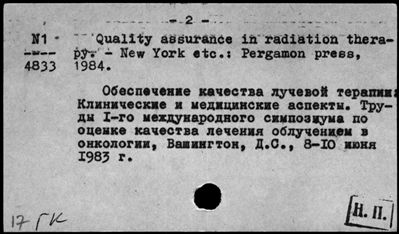 - 2 -
N1 - Quality assurance in radiation thera-
4833 py. - New York etc.: Pergamon press,
1984.
Обеспечение качества лучевой терапии:
Клинические и медицинские аспекты. Тру-
ды I-го международного симпозиума по
оценке качества лечения облучением в
онкологии, Вашингтон, Д.С., 8-10 июня
1983 г.
17 ГК
Н. П.